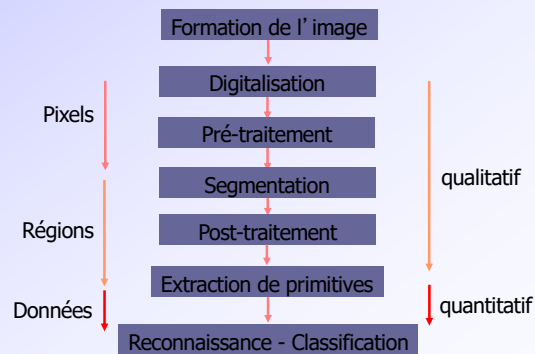 Formation de l'image
Digitalisation
Pixels
Pré-traitement
Segmentation
qualitatif
Régions
Post-traitement
Extraction de primitives
Données
quantitatif
Reconnaissance - Classification